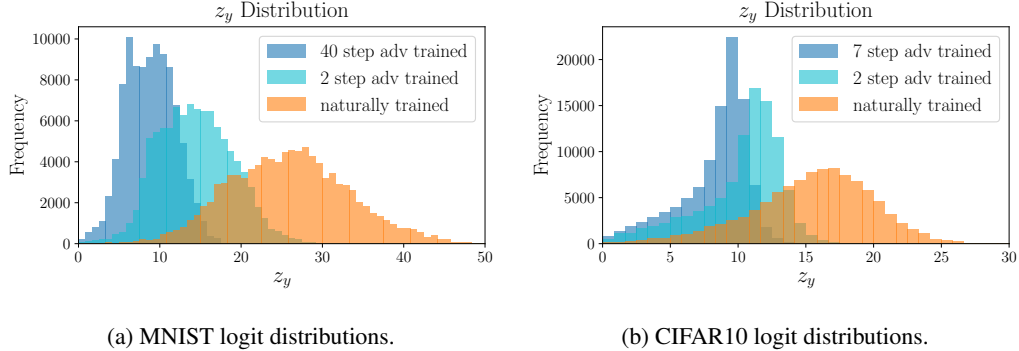 z_y Distribution
10000
8000
6000
4000
2000
0
Frequency
40 step adv trained
2 step adv trained
naturally trained
0 10 20 30 40 50
z_y
(a) MNIST logit distributions.
z_y Distribution
20000
15000
10000
5000
0
Frequency
7 step adv trained
2 step adv trained
naturally trained
0 5 10 15 20 25 30
z_y
(b) CIFAR10 logit distributions.